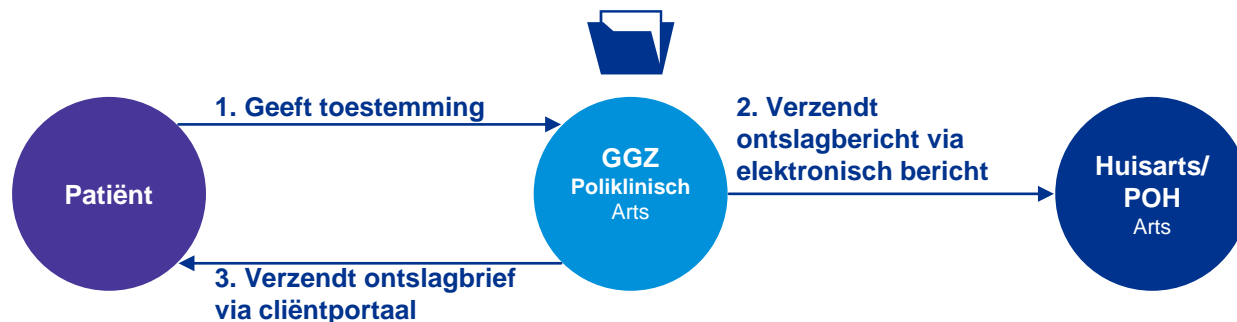 1. Geeft toestemming
2. Verzendt
ontslagbericht via
elektronisch bericht
Patiënt
GGZ
Poliklinisch
Arts
Huisarts/
POH
Arts
3. Verzendt ontslagbrief
via cliëntportaal